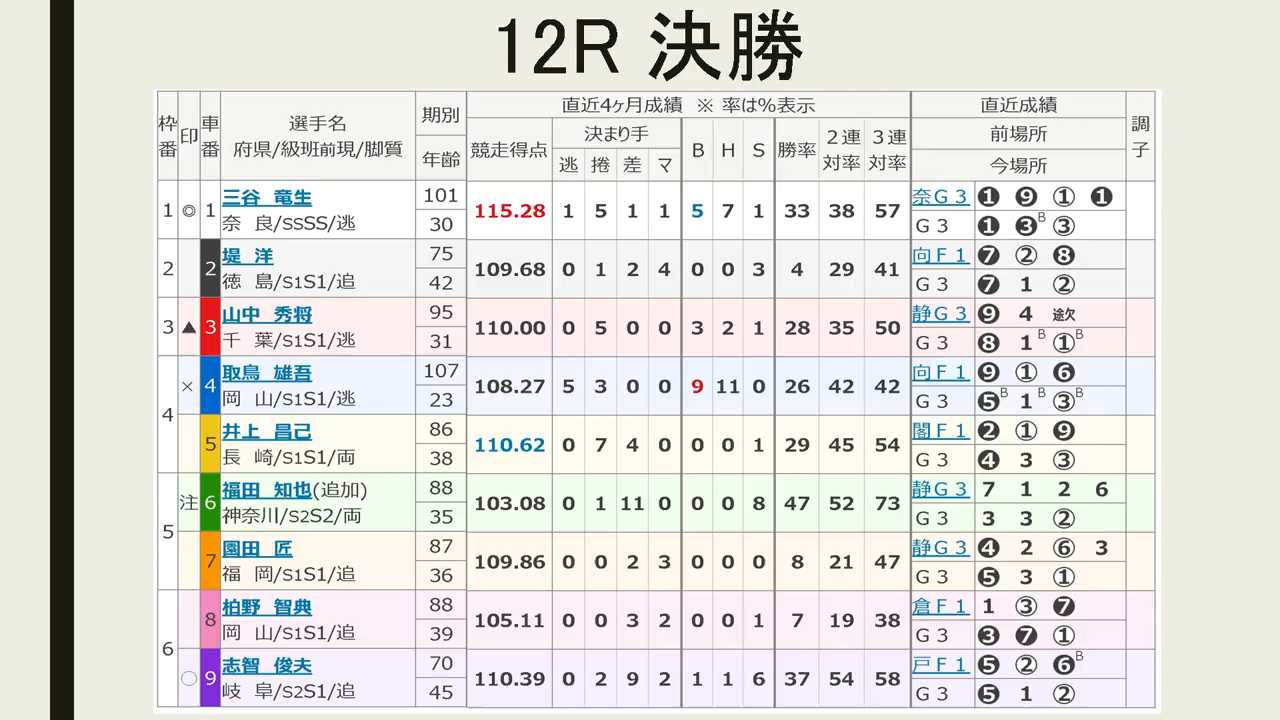 12R 決勝
枠番 印 車番 選手名 府県/級班前現/脚質 期別 年齢 競走得点 直近4ヶ月成績 ※ 率は%表示 直近成績 調子
決まり手 逃 捲 差 マ B H S 勝率 2連対率 3連対率 前場所 今場所
1 ◎ 1 三谷 竜生 101 115.28 1 5 1 1 5 7 1 33 38 57 奈G3 ❶ ❾ ① ❶
奈 良/SSSS/逃 30 G3 ❶ ❸B ③
2 2 堤 洋 75 109.68 0 1 2 4 0 0 3 4 29 41 向F1 ❼ ② ❽
徳 島/S1S1/追 42 G3 ❼ 1 ②
3 ▲ 3 山中 秀将 95 110.00 0 5 0 0 3 2 1 28 35 50 静G3 ❾ 4 途欠
千 葉/S1S1/逃 31 G3 ❽ 1B ①B
4 × 4 取鳥 雄吾 107 108.27 5 3 0 0 9 11 0 26 42 42 向F1 ❾ ① ❻
岡 山/S1S1/逃 23 G3 ❺B 1B ③B
5 井上 昌己 86 110.62 0 7 4 0 0 0 1 29 45 54 閣F1 ❷ ① ❾
長 崎/S1S1/両 38 G3 ❹ 3 ③
5 注 6 福田 知也(追加) 88 103.08 0 1 11 0 0 0 8 47 52 73 静G3 7 1 2 6
神奈川/S2S2/両 35 G3 3 3 ②
7 園田 匠 87 109.86 0 0 2 3 0 0 0 8 21 47 静G3 ❹ 2 ⑥ 3
福 岡/S1S1/追 36 G3 ❺ 3 ①
6 8 柏野 智典 88 105.11 0 0 3 2 0 0 1 7 19 38 倉F1 1 ③ ❼
岡 山/S1S1/追 39 G3 ❸ ❼ ①
○ 9 志智 俊夫 70 110.39 0 2 9 2 1 1 6 37 54 58 戸F1 ❺ ② ❻B
岐 阜/S2S1/追 45 G3 ❺ 1 ②